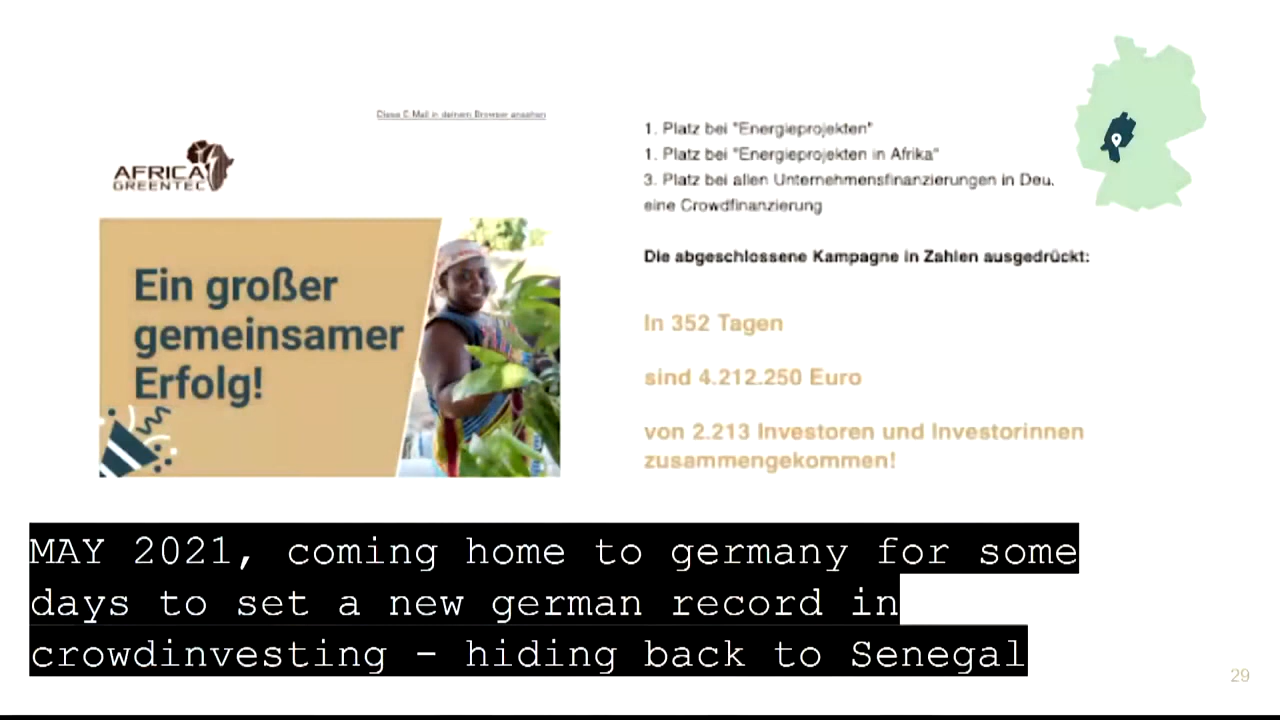 Diese E-Mail in deinem Browser ansehen
AFRICA
GREENTEC
Ein großer
gemeinsamer
Erfolg!
1. Platz bei "Energieprojekten"
1. Platz bei "Energieprojekten in Afrika"
3. Platz bei allen Unternehmensfinanzierungen in Deu.
eine Crowdfinanzierung
Die abgeschlossene Kampagne in Zahlen ausgedrückt:
In 352 Tagen
sind 4.212.250 Euro
von 2.213 Investoren und Investorinnen
zusammengekommen!
MAY 2021, coming home to germany for some
days to set a new german record in
crowdinvesting - hiding back to Senegal
29